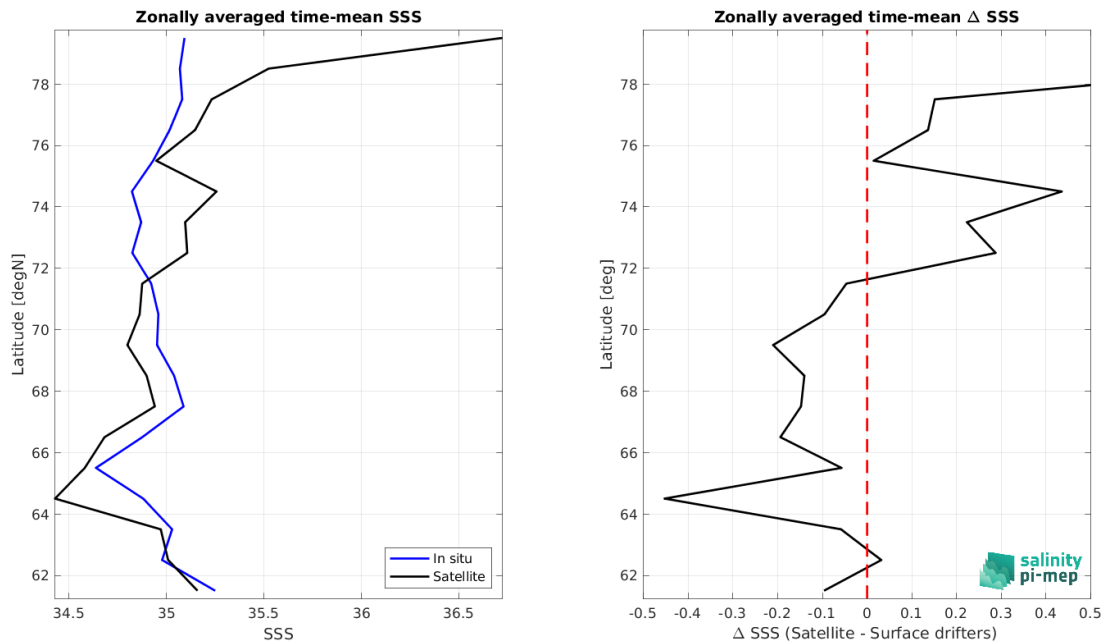 Zonally averaged time-mean SSS
Latitude [degN]
78
76
74
72
70
68
66
64
62
34.5 35 35.5 36 36.5
SSS
In situ
Satellite
Zonally averaged time-mean Δ SSS
Latitude [deg]
78
76
74
72
70
68
66
64
62
-0.5 -0.4 -0.3 -0.2 -0.1 0 0.1 0.2 0.3 0.4 0.5
Δ SSS (Satellite - Surface drifters)
salinity
pi-mep